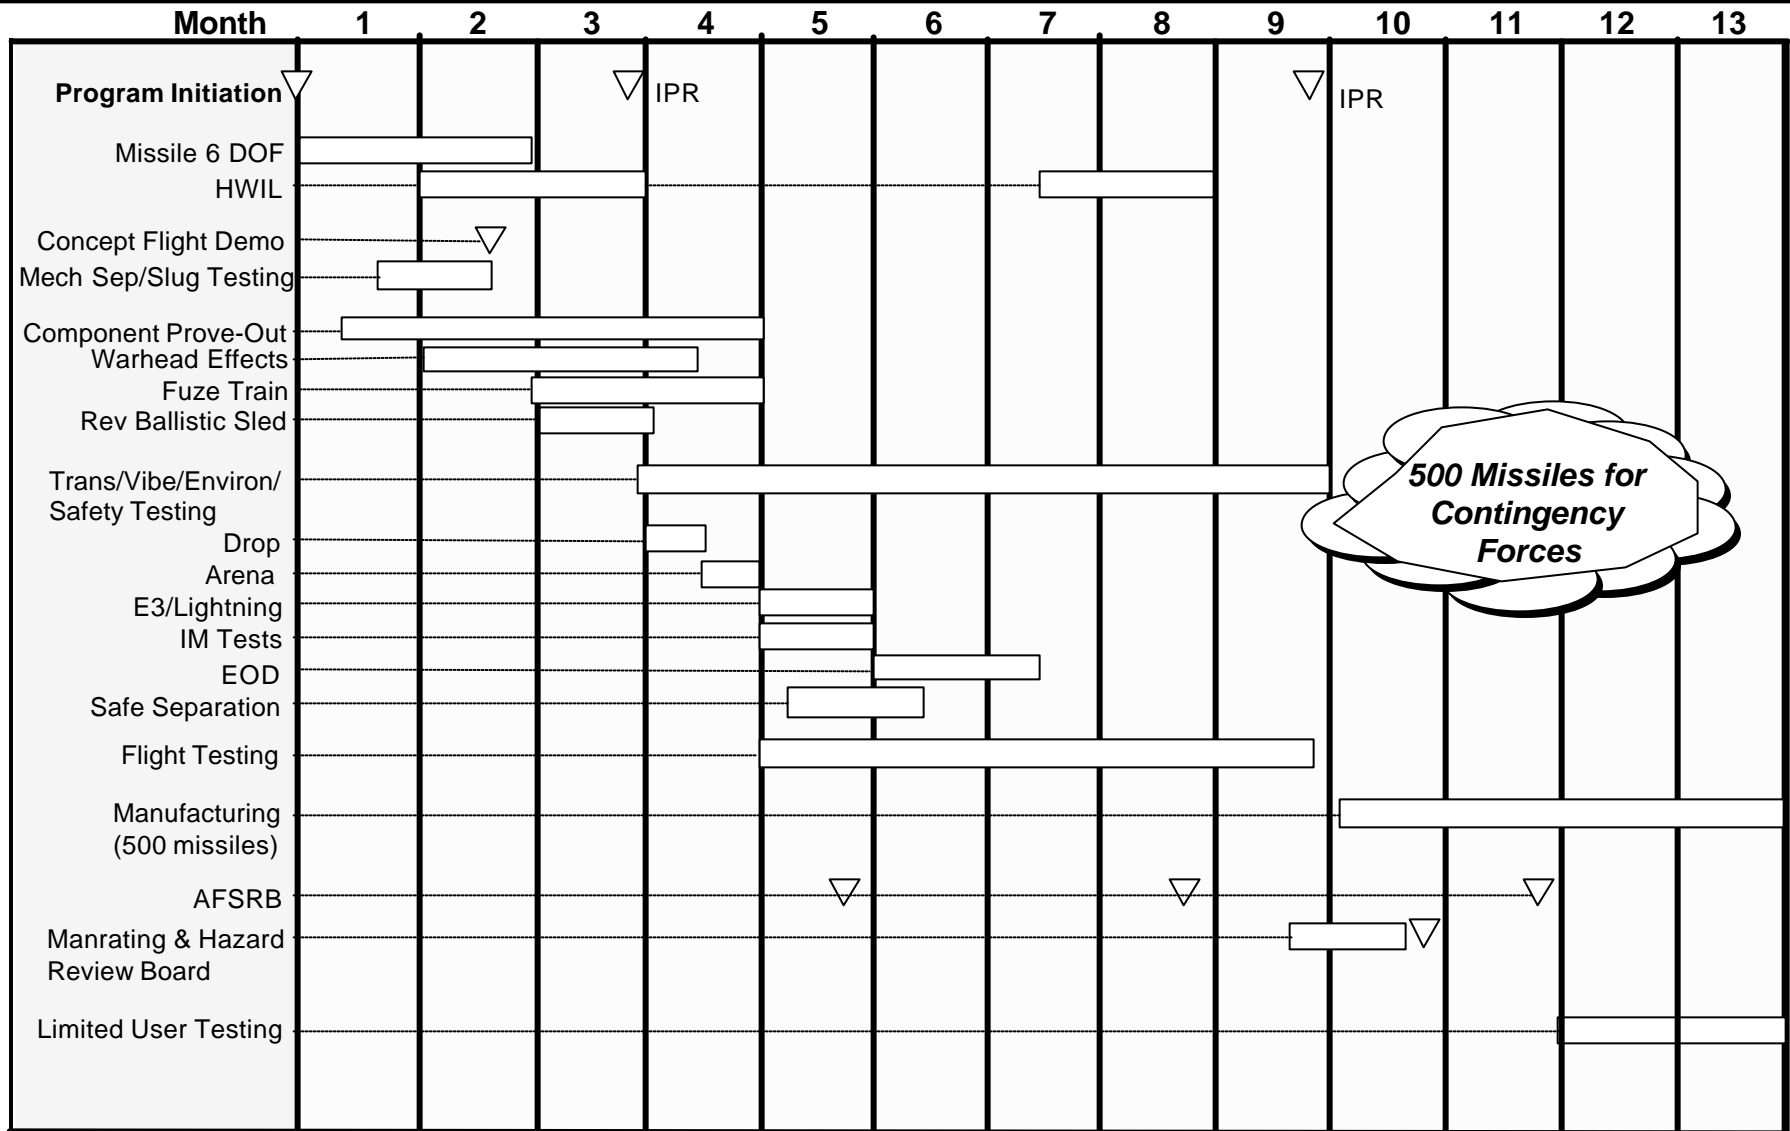 Month 1 2 3 4 5 6 7 8 9 10 11 12 13
Program Initiation
IPR
IPR
Missile 6 DOF
HWIL
Concept Flight Demo
Mech Sep/Slug Testing
Component Prove-Out
Warhead Effects
Fuze Train
Rev Ballistic Sled
Trans/Vibe/Environ/
Safety Testing
Drop
Arena
E3/Lightning
IM Tests
EOD
Safe Separation
Flight Testing
Manufacturing
(500 missiles)
AFSRB
Manrating & Hazard
Review Board
Limited User Testing
500 Missiles for
Contingency
Forces